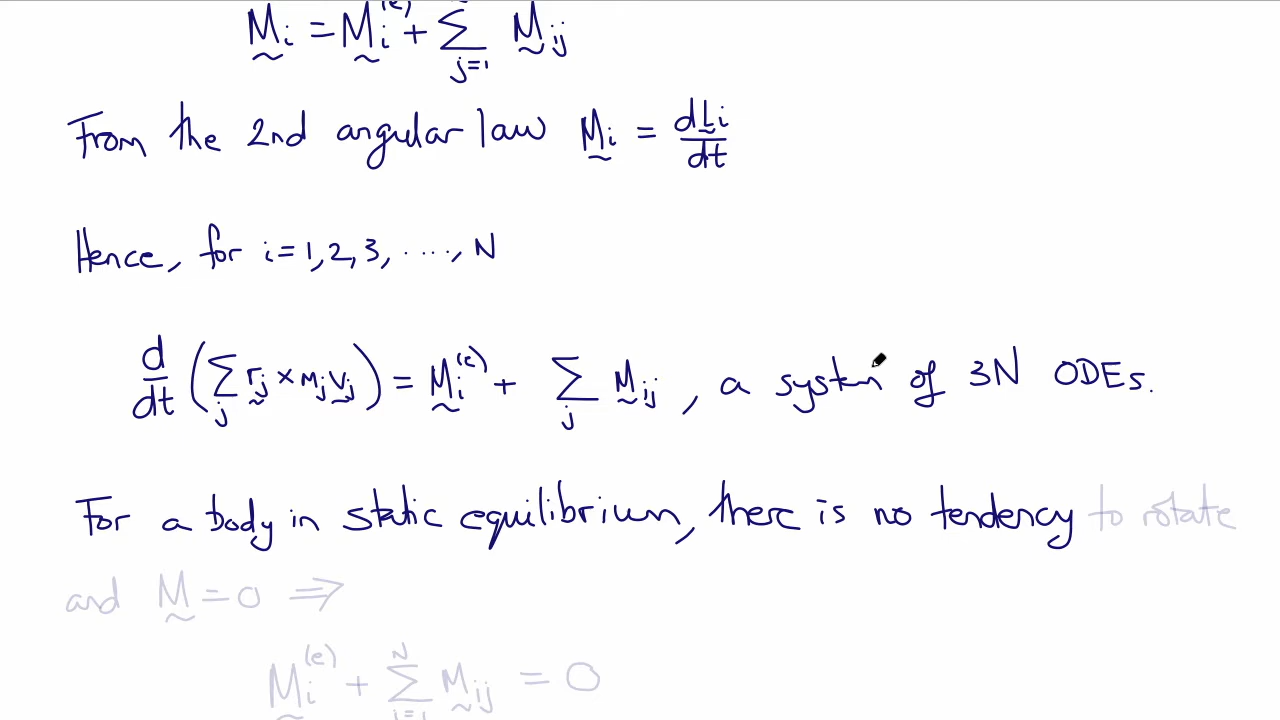 M_i = M_i^(e) + Σ_{j=1} M_ij
From the 2nd angular law M_i = dL_i/dt
Hence, for i = 1, 2, 3, ...., N
d/dt (Σ_j r_j × m_j v_j) = M_i^(e) + Σ_j M_ij , a system of 3N ODEs.
For a body in static equilibrium, there is no tendency to rotate
and M = 0 ⇒
M_i^(e) + Σ_{j=1}^N M_ij = 0